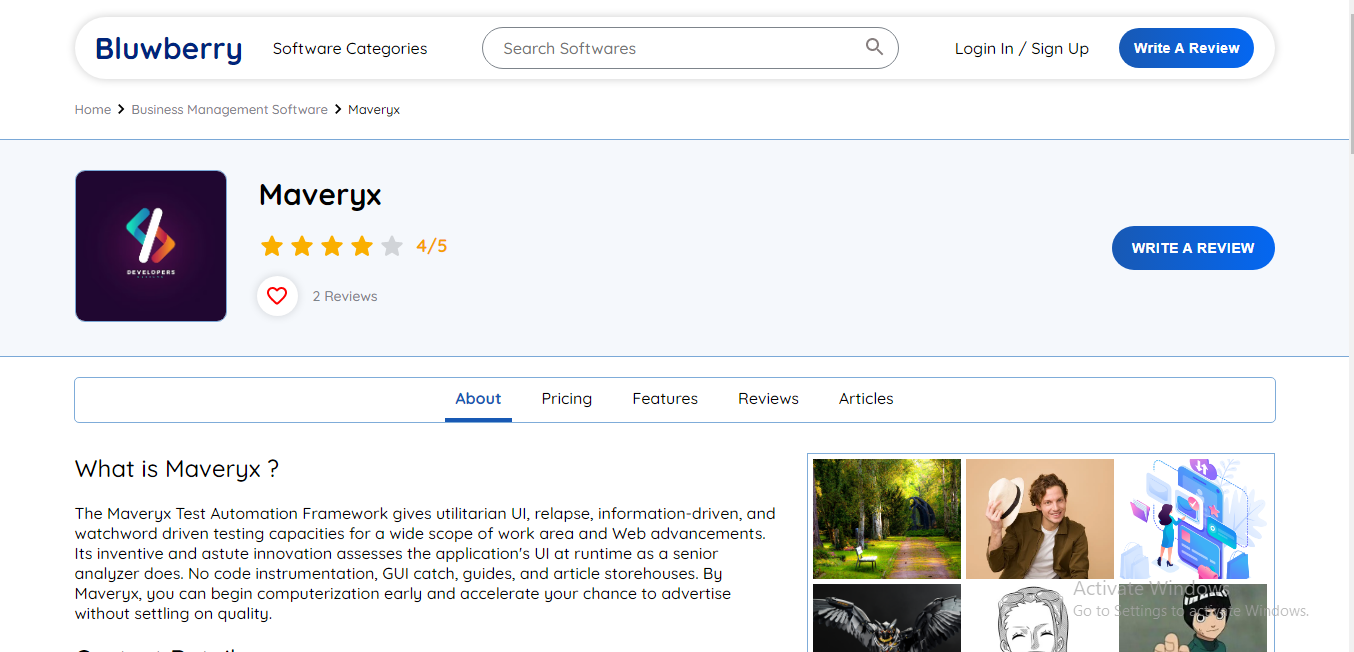 Bluwberry
Software Categories
Search Softwares
Login In / Sign Up
Write A Review
Home
Business Management Software
Maveryx
Maveryx
4/5
2 Reviews
WRITE A REVIEW
DEVELOPERS
About
Pricing
Features
Reviews
Articles
What is Maveryx ?
The Maveryx Test Automation Framework gives utilitarian UI, relapse, information-driven, and
watchword driven testing capacities for a wide scope of work area and Web advancements.
Its inventive and astute innovation assesses the application's UI at runtime as a senior
analyzer does. No code instrumentation, GUI catch, guides, and article storehouses. By
Maveryx, you can begin computerization early and accelerate your chance to advertise
without settling on quality.
Activate Windows
Go to Settings to activate Windows.